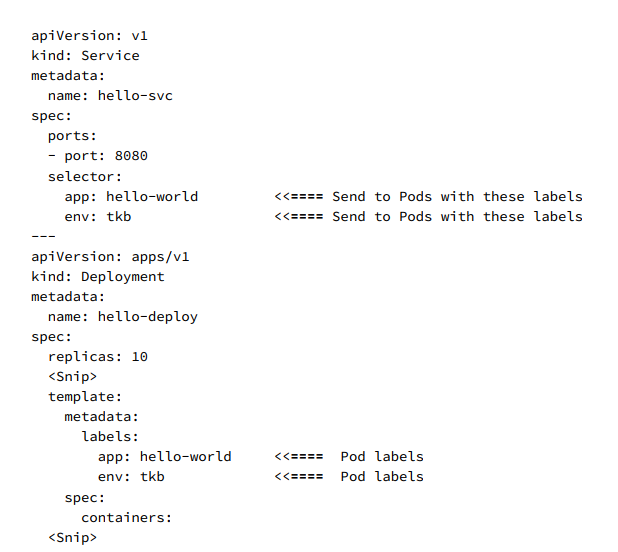 apiVersion: v1
kind: Service
metadata:
  name: hello-svc
spec:
  ports:
  - port: 8080
  selector:
    app: hello-world         <<==== Send to Pods with these labels
    env: tkb                 <<==== Send to Pods with these labels
---
apiVersion: apps/v1
kind: Deployment
metadata:
  name: hello-deploy
spec:
  replicas: 10
  <Snip>
  template:
    metadata:
      labels:
        app: hello-world     <<====  Pod labels
        env: tkb             <<====  Pod labels
    spec:
      containers:
  <Snip>